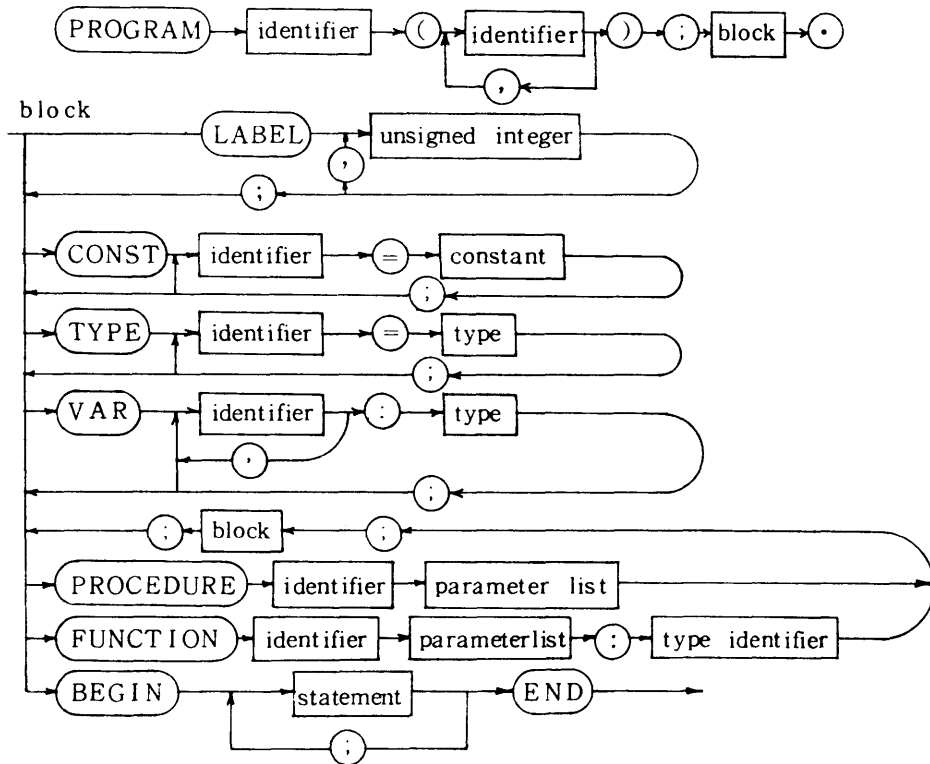 PROGRAM identifier ( identifier ) ; block .
,
block
LABEL unsigned integer
,
;
CONST identifier = constant
;
TYPE identifier = type
;
VAR identifier : type
,
;
; block ;
PROCEDURE identifier parameter list
FUNCTION identifier parameterlist : type identifier
BEGIN statement END
;